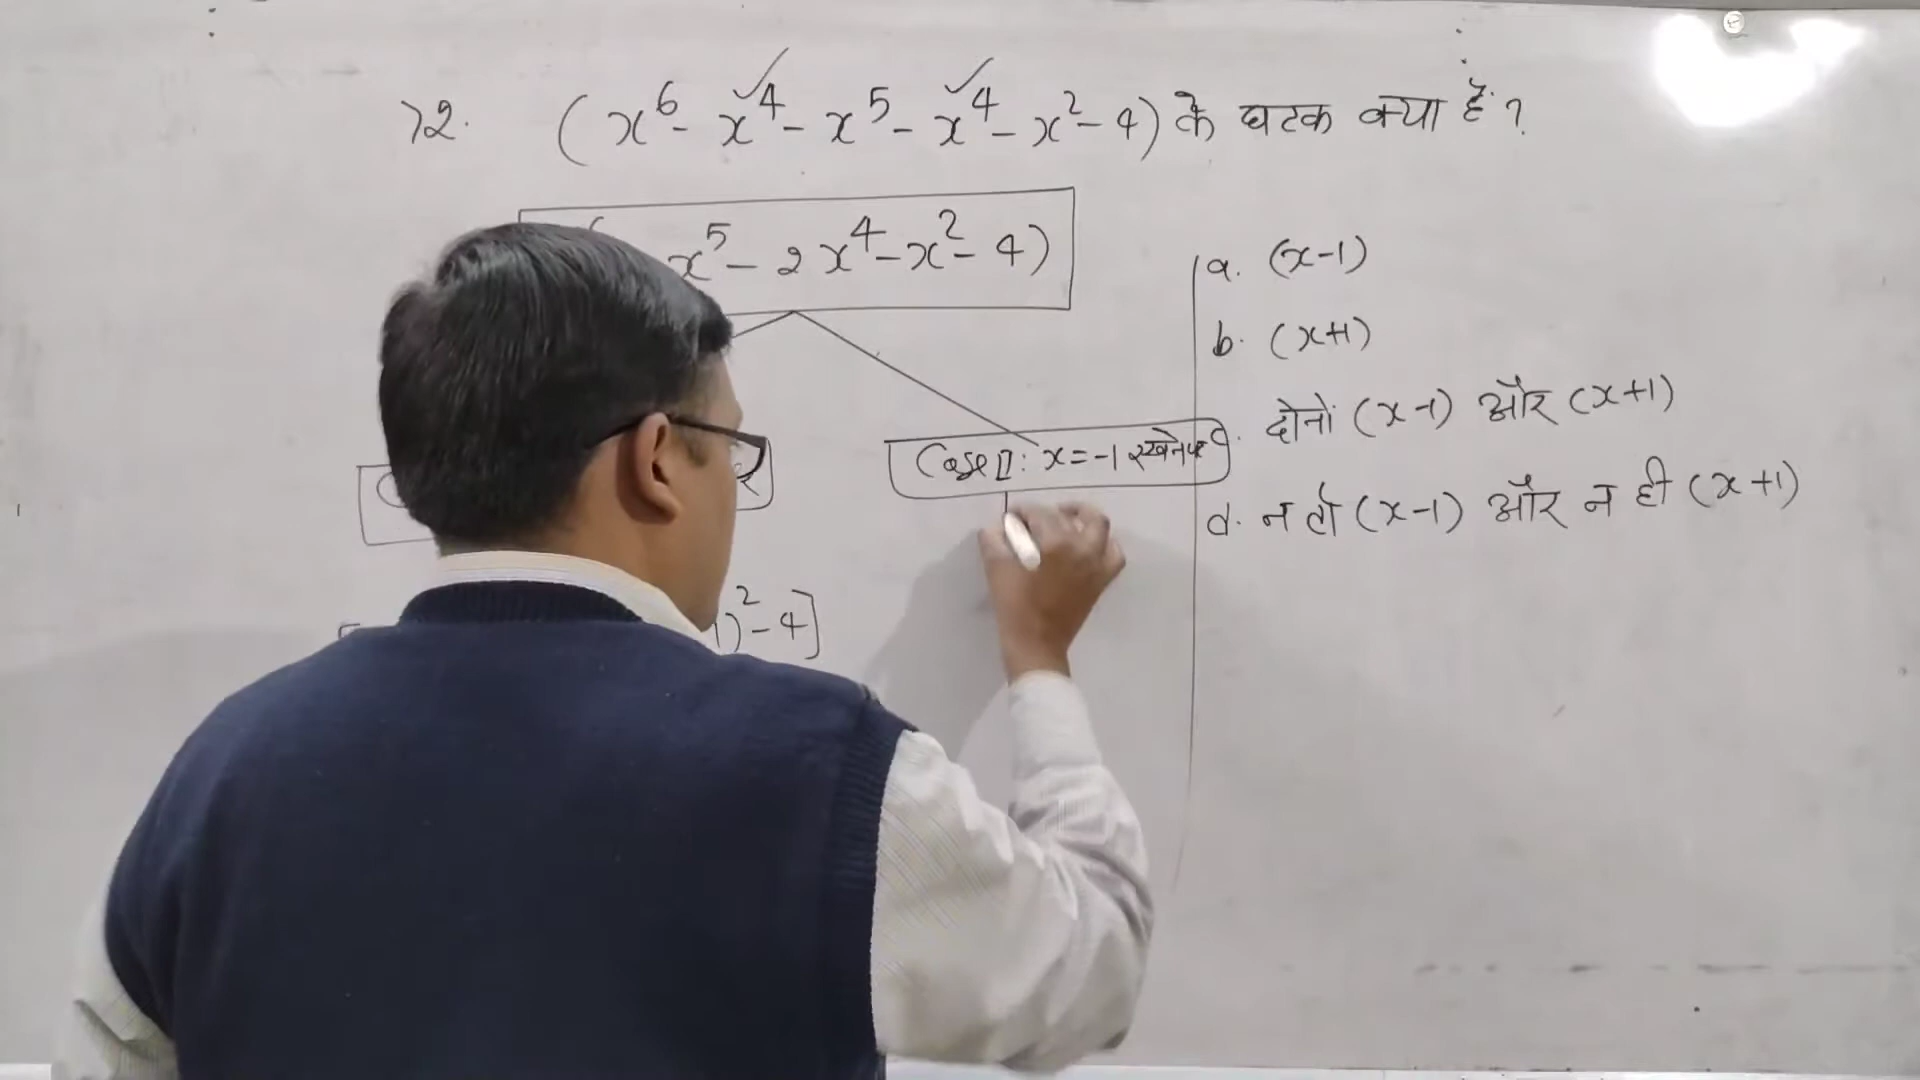 72. (x⁶ - x⁴ - x⁵ - x⁴ - x² - 4) के घटक क्या हैं ?
x⁵ - 2x⁴ - x² - 4)
a. (x-1)
b. (x+1)
c. दोनों (x-1) और (x+1)
d. न तो (x-1) और न ही (x+1)
Case II: x = -1 रखने पर
1)² - 4]